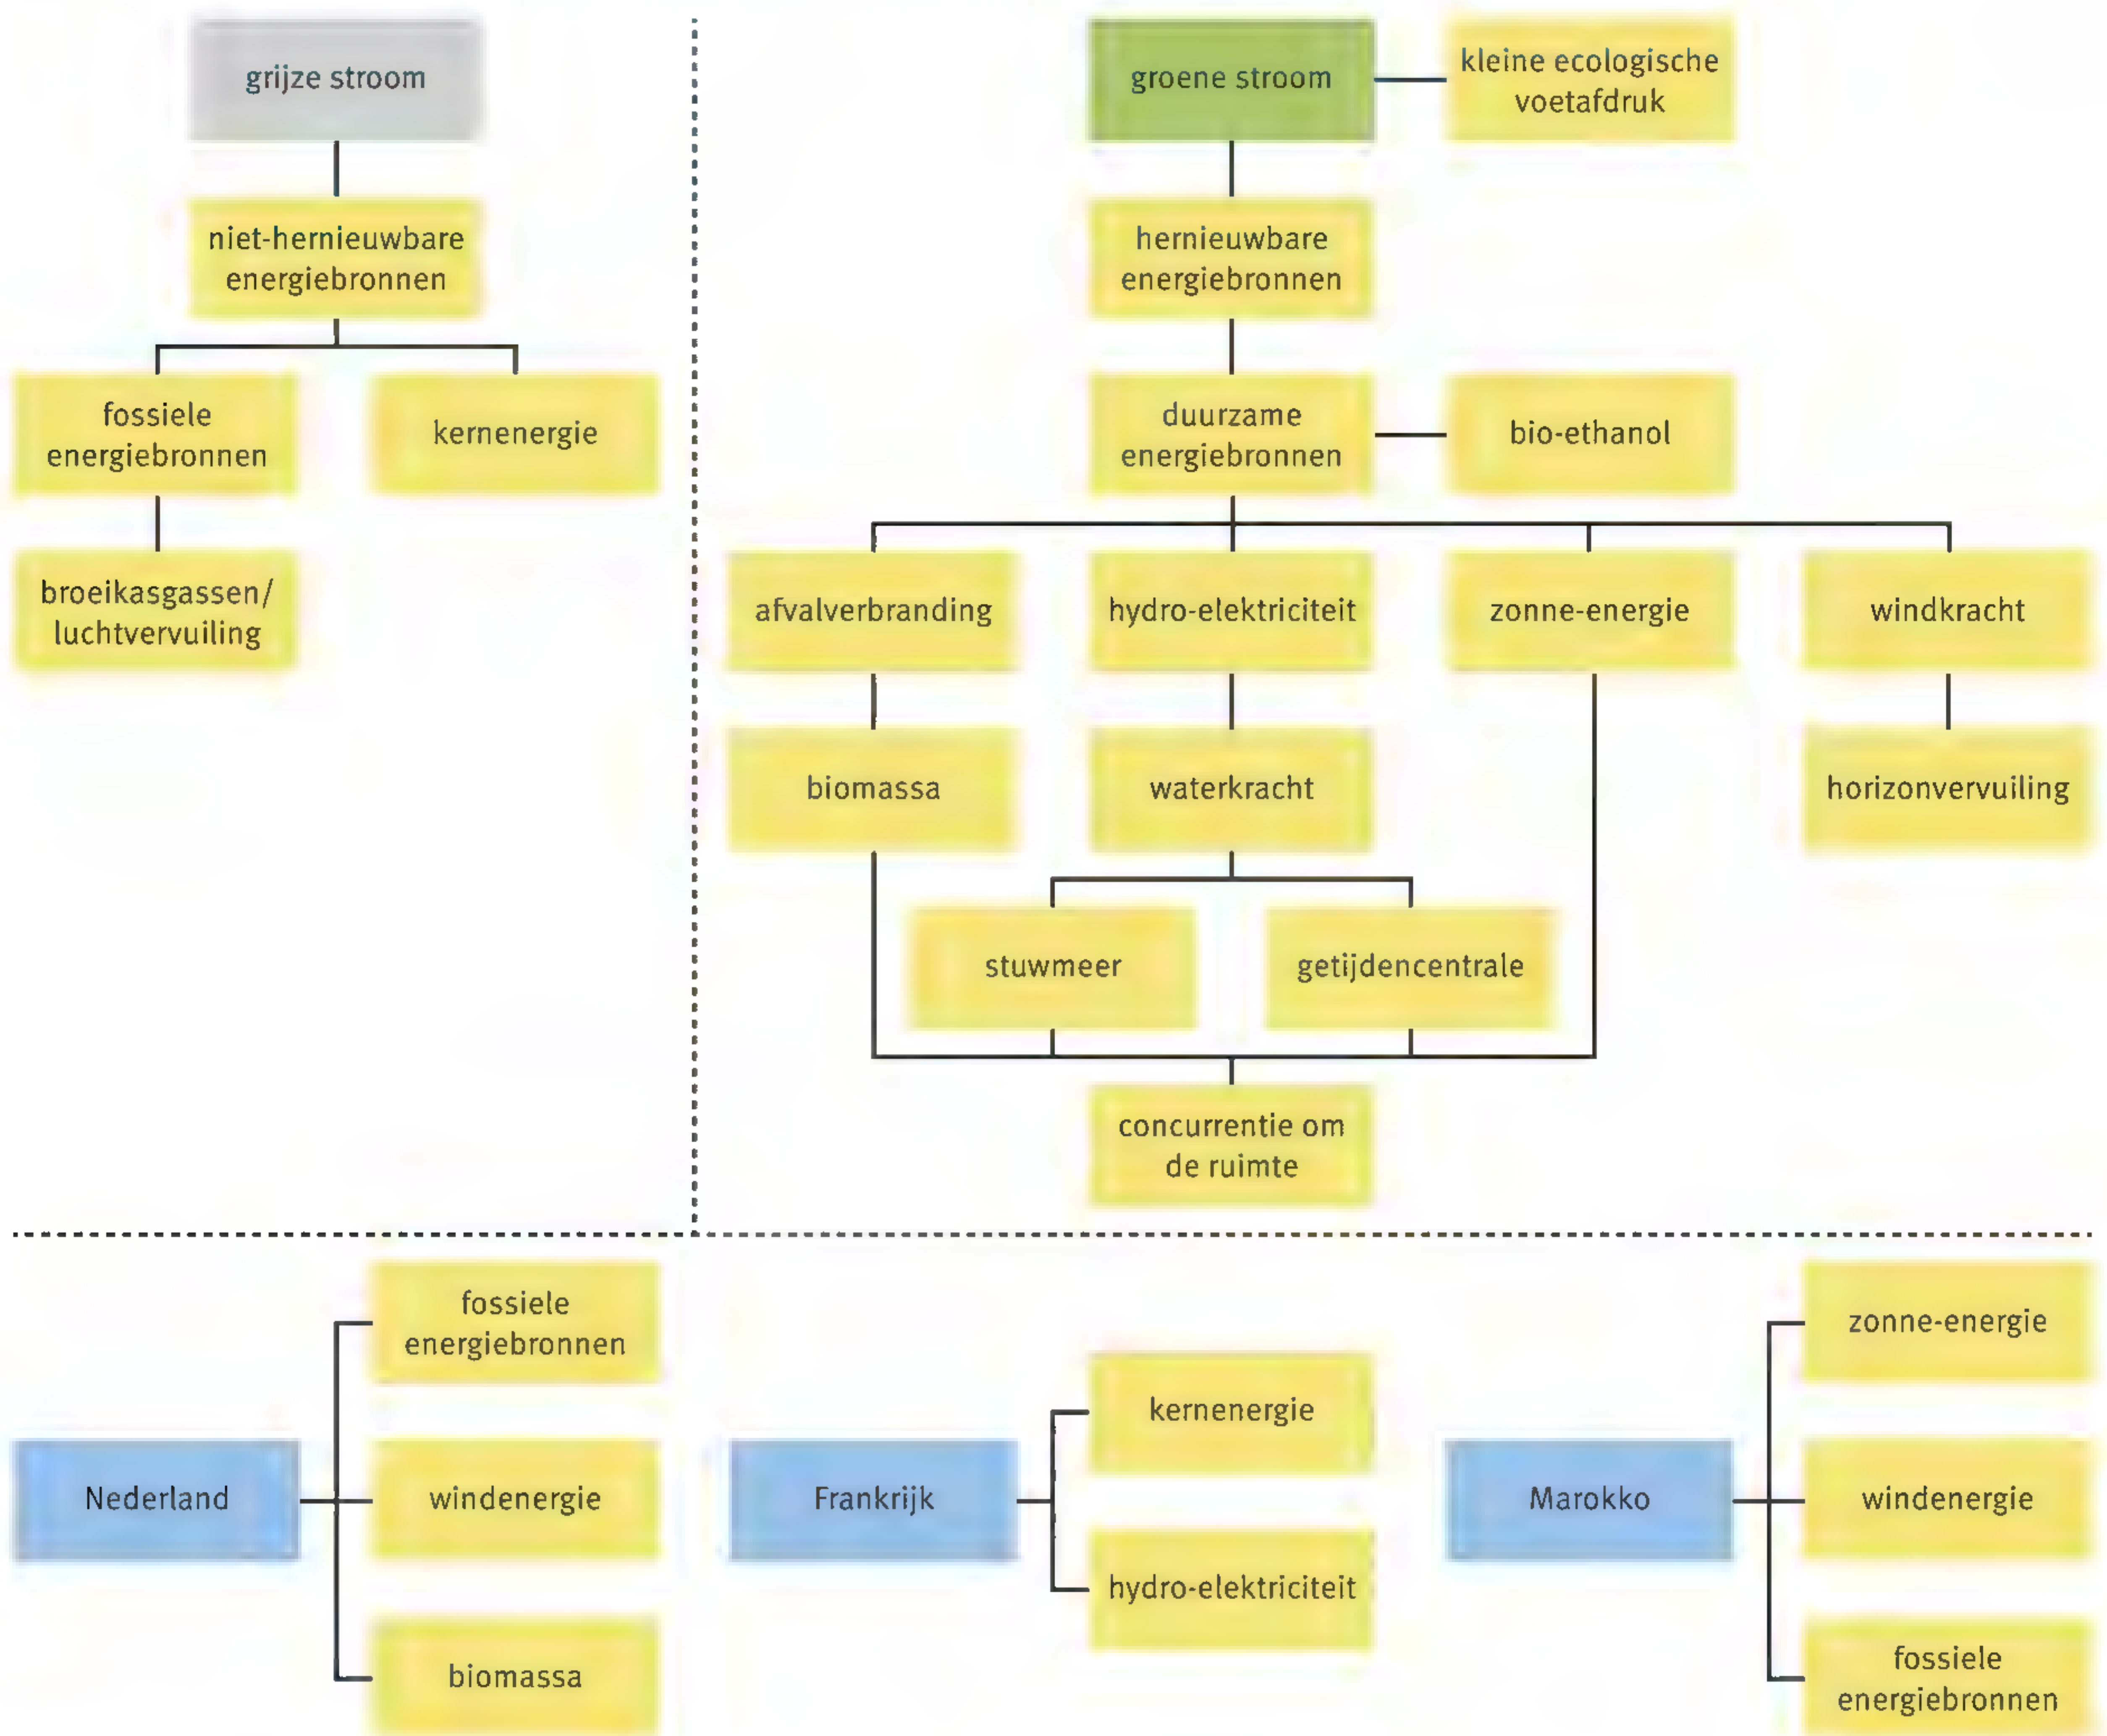 grijze stroom
niet-hernieuwbare
energiebronnen
fossiele
energiebronnen
kernenergie
broeikasgassen/
luchtvervuiling
groene stroom
kleine ecologische
voetafdruk
hernieuwbare
energiebronnen
duurzame
energiebronnen
bio-ethanol
afvalverbranding
hydro-elektriciteit
zonne-energie
windkracht
biomassa
waterkracht
horizonvervuiling
stuwmeer
getijdencentrale
concurrentie om
de ruimte
Nederland
fossiele
energiebronnen
windenergie
biomassa
Frankrijk
kernenergie
hydro-elektriciteit
Marokko
zonne-energie
windenergie
fossiele
energiebronnen